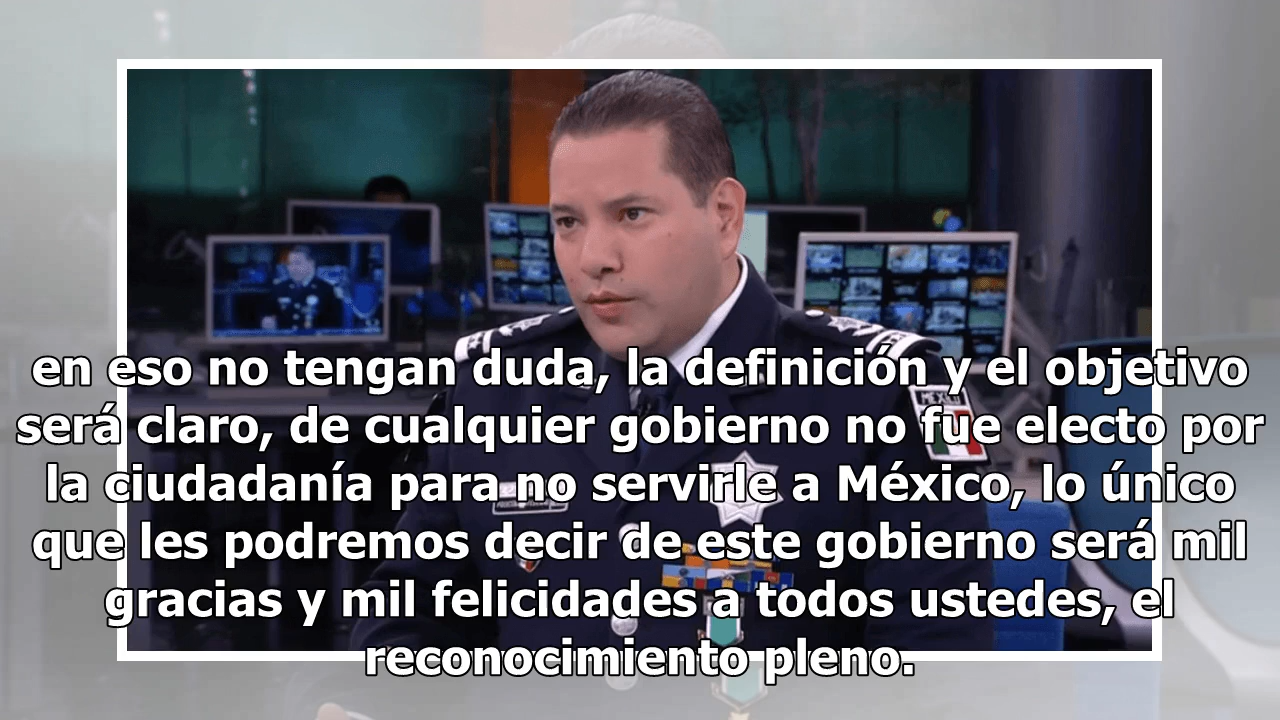 MÉXICO
en eso no tengan duda, la definición y el objetivo
será claro, de cualquier gobierno no fue electo por
la ciudadanía para no servirle a México, lo único
que les podremos decir de este gobierno será mil
gracias y mil felicidades a todos ustedes, el
reconocimiento pleno.